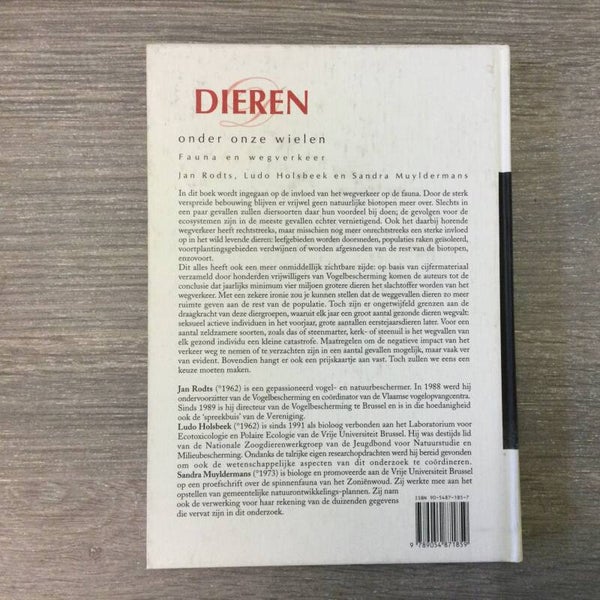 DIEREN
onder onze wielen
Fauna en wegverkeer
Jan Rodts, Ludo Holsbeek en Sandra Muyldermans
In dit boek wordt ingegaan op de invloed van het wegverkeer op de fauna. Door de sterk
verspreide bebouwing blijven er vrijwel geen natuurlijke biotopen meer over. Slechts in
een paar gevallen zullen diersoorten daar hun voordeel bij doen; de gevolgen voor de
ecosystemen zijn in de meeste gevallen echter vernietigend. Ook het daarbij horende
wegverkeer heeft rechtstreeks, maar misschien nog meer onrechtstreeks een sterke invloed
op in het wild levende dieren: leefgebieden worden doorsneden, populaties raken geïsoleerd,
voortplantingsgebieden verdwijnen of worden afgesneden van de rest van de biotopen,
enzovoort.
Dit alles heeft ook een meer onmiddellijk zichtbare zijde: op basis van cijfermateriaal
verzameld door honderden vrijwilligers van Vogelbescherming komen de auteurs tot de
conclusie dat jaarlijks minimum vier miljoen grotere dieren het slachtoffer worden van het
wegverkeer. Met een zekere ironie zou je kunnen stellen dat de weggevallen dieren zo meer
ruimte geven aan de rest van de populatie. Toch zijn er ongetwijfeld grenzen aan de
draagkracht van deze diergroepen, waaruit elk jaar een groot aantal gezonde dieren wegvalt:
seksueel actieve individuen in het voorjaar, grote aantallen eerstejaarsdieren later. Voor een
aantal zeldzamere soorten, zoals das of steenmarter, kerk- of steenuil is het wegvallen van
elk gezond individu een kleine catastrofe. Maatregelen om de negatieve impact van het
verkeer weg te nemen of te verzachten zijn in een aantal gevallen mogelijk, maar vaak ver
van evident. Bovendien hangt er ook een prijskaartje aan vast. Toch zullen we eens een
keuze moeten maken.
Jan Rodts (°1962) is een gepassioneerd vogel- en natuurbeschermer. In 1988 werd hij
ondervoorzitter van de Vogelbescherming en coördinator van de Vlaamse vogelopvangcentra.
Sinds 1989 is hij directeur van de Vogelbescherming te Brussel en is in die hoedanigheid
ook de 'spreekbuis' van de Vereniging.
Ludo Holsbeek (°1962) is sinds 1991 als bioloog verbonden aan het Laboratorium voor
Ecotoxicologie en Polaire Ecologie van de Vrije Universiteit Brussel. Hij was destijds lid
van de Nationale Zoogdierenwerkgroep van de Jeugdbond voor Natuurstudie en
Milieubescherming. Ondanks de talrijke eigen researchopdrachten werd hij bereid gevonden
om ook de wetenschappelijke aspecten van dit onderzoek te coördineren.
Sandra Muyldermans (°1973) is biologe en promoveerde aan de Vrije Universiteit Brussel
op een proefschrift over de spinnenfauna van het Zoniënwoud. Zij werkte mee aan het
opstellen van gemeentelijke natuurontwikkelings-plannen. Zij nam
ook de verwerking voor haar rekening van de duizenden gegevens
die vervat zijn in dit onderzoek.
ISBN 90-5487-185-7
9 789054 871859